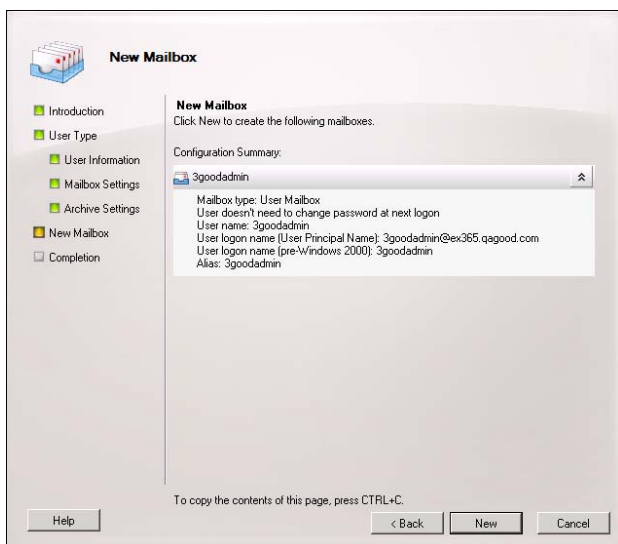 New Mailbox
Introduction
User Type
User Information
Mailbox Settings
Archive Settings
New Mailbox
Completion
New Mailbox
Click New to create the following mailboxes.
Configuration Summary:
3goodadmin
Mailbox type: User Mailbox
User doesn't need to change password at next logon
User name: 3goodadmin
User logon name (User Principal Name): 3goodadmin@ex365.qagood.com
User logon name (pre-Windows 2000): 3goodadmin
Alias: 3goodadmin
To copy the contents of this page, press CTRL+C.
Help
< Back
New
Cancel